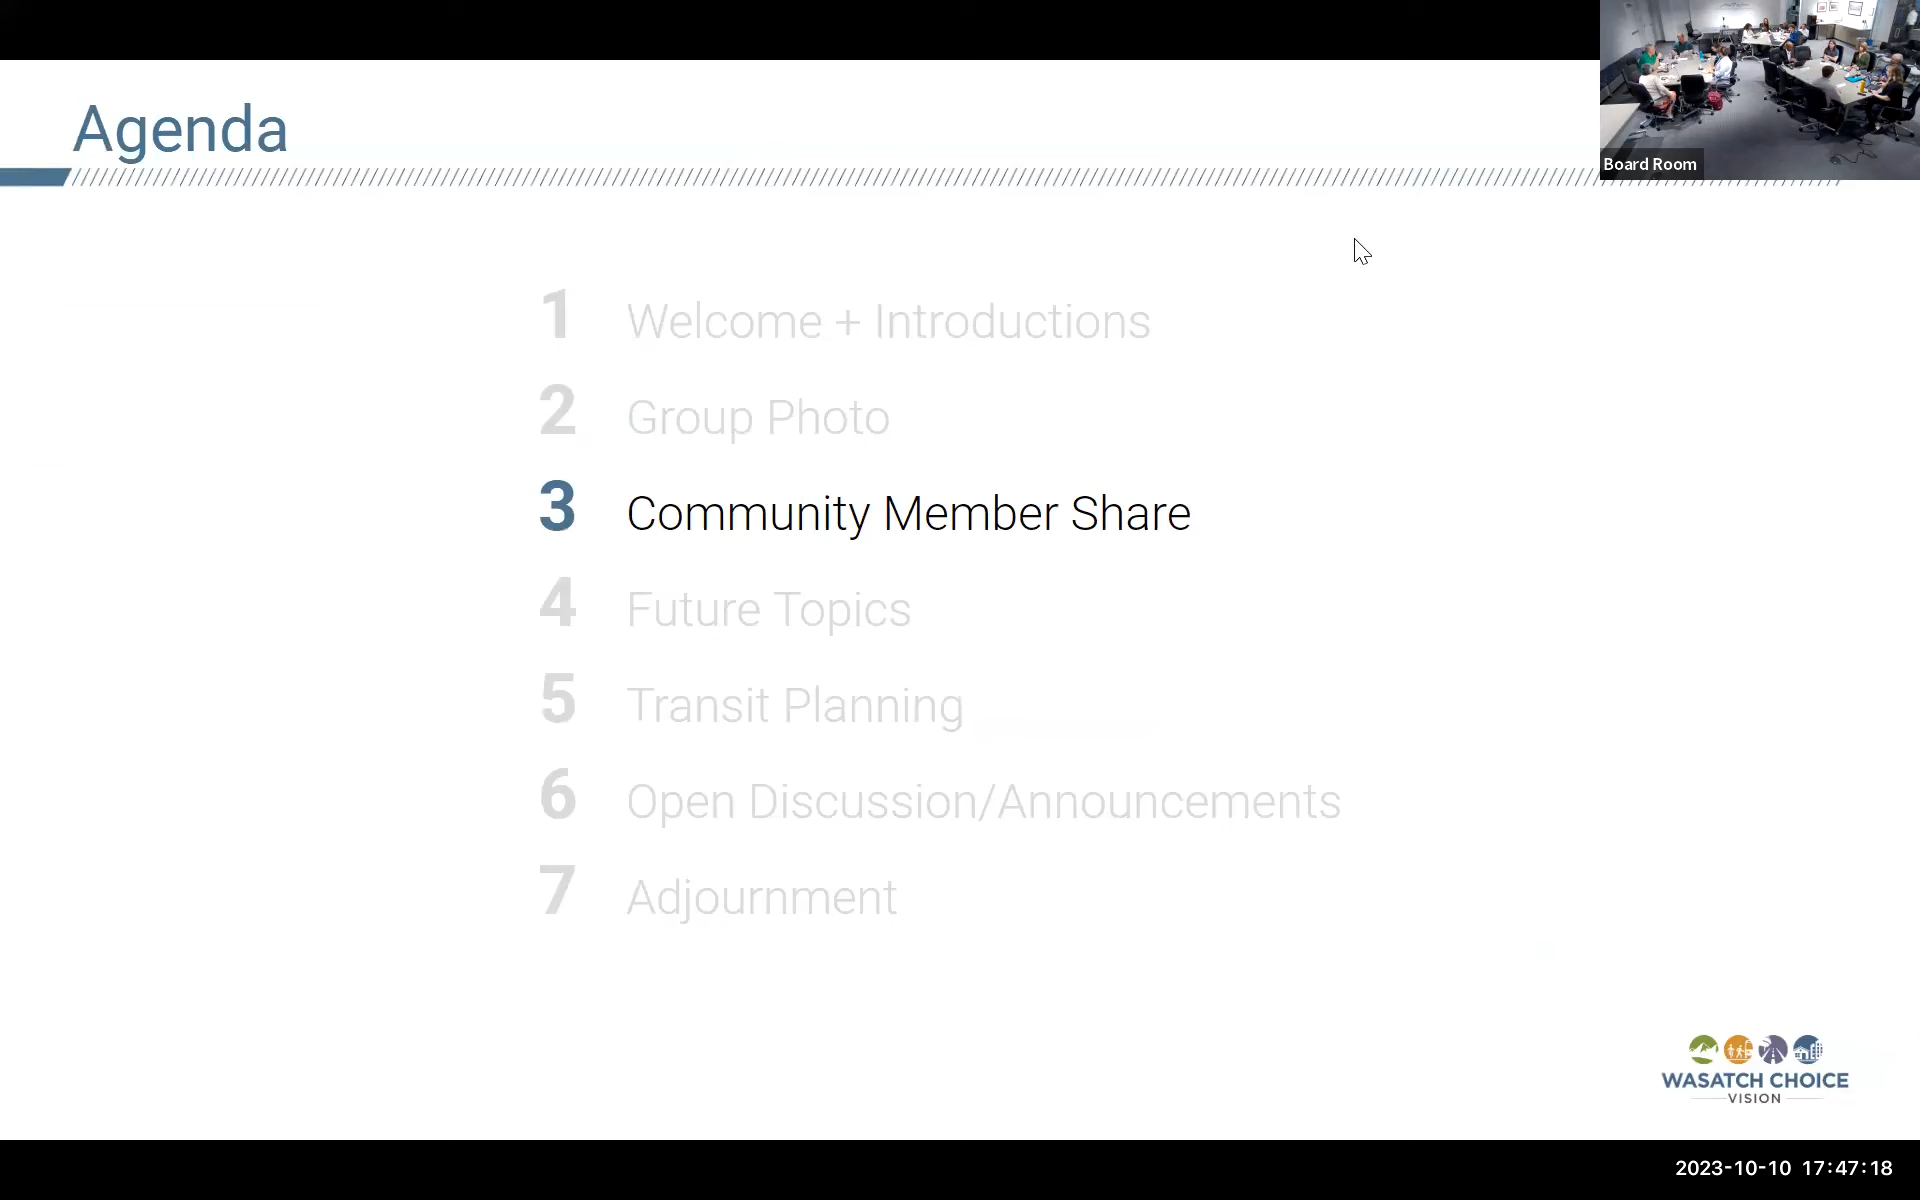 Agenda
Board Room
1 Welcome + Introductions
2 Group Photo
3 Community Member Share
4 Future Topics
5 Transit Planning
6 Open Discussion/Announcements
7 Adjournment
WASATCH CHOICE
VISION
2023-10-10 17:47:18